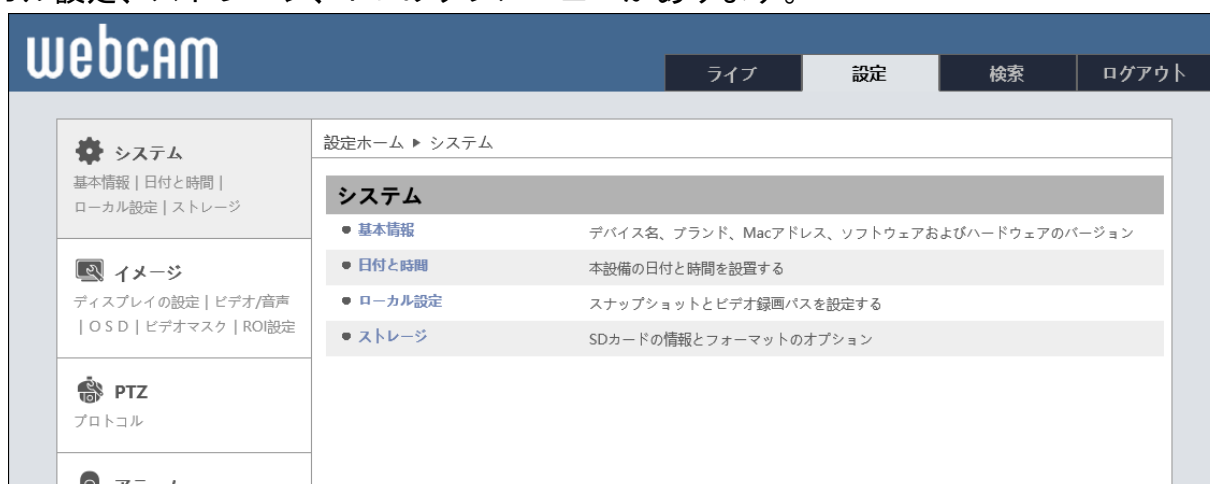 webcam
ライブ 設定 検索 ログアウト
システム
基本情報 | 日付と時間 |
ローカル設定 | ストレージ
イメージ
ディスプレイの設定 | ビデオ/音声
| OSD | ビデオマスク | ROI設定
PTZ
プロトコル
設定ホーム ▶ システム
システム
● 基本情報 デバイス名、ブランド、Macアドレス、ソフトウェアおよびハードウェアのバージョン
● 日付と時間 本設備の日付と時間を設置する
● ローカル設定 スナップショットとビデオ録画パスを設定する
● ストレージ SDカードの情報とフォーマットのオプション